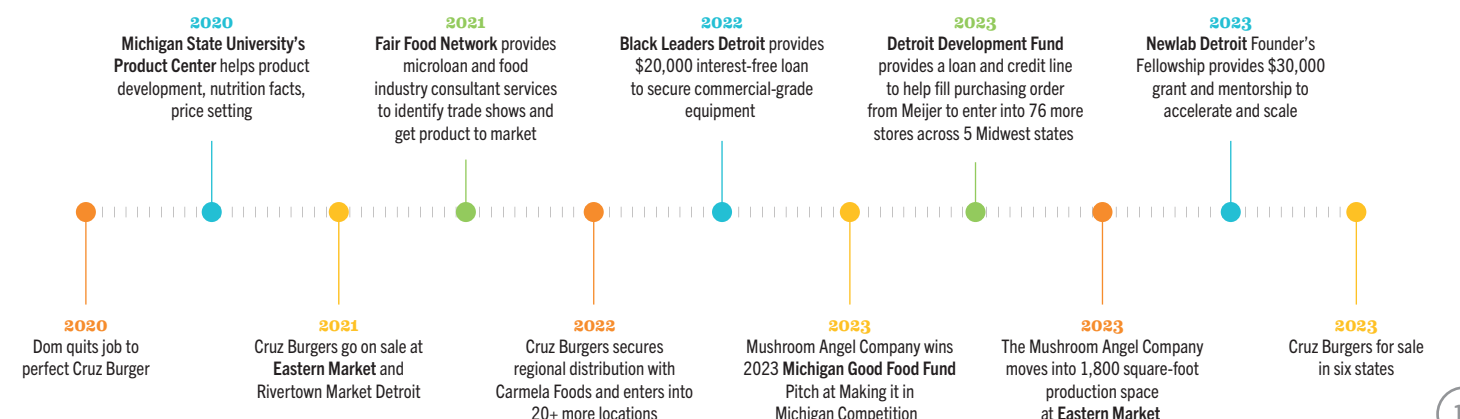 2020
Michigan State University's
Product Center helps product
development, nutrition facts,
price setting
2021
Fair Food Network provides
microloan and food
industry consultant services
to identify trade shows and
get product to market
2022
Black Leaders Detroit provides
$20,000 interest-free loan
to secure commercial-grade
equipment
2023
Detroit Development Fund
provides a loan and credit line
to help fill purchasing order
from Meijer to enter into 76 more
stores across 5 Midwest states
2023
Newlab Detroit Founder's
Fellowship provides $30,000
grant and mentorship to
accelerate and scale
2020
Dom quits job to
perfect Cruz Burger
2021
Cruz Burgers go on sale at
Eastern Market and
Rivertown Market Detroit
2022
Cruz Burgers secures
regional distribution with
Carmela Foods and enters into
20+ more locations
2023
Mushroom Angel Company wins
2023 Michigan Good Food Fund
Pitch at Making it in
Michigan Competition
2023
The Mushroom Angel Company
moves into 1,800 square-foot
production space
at Eastern Market
2023
Cruz Burgers for sale
in six states